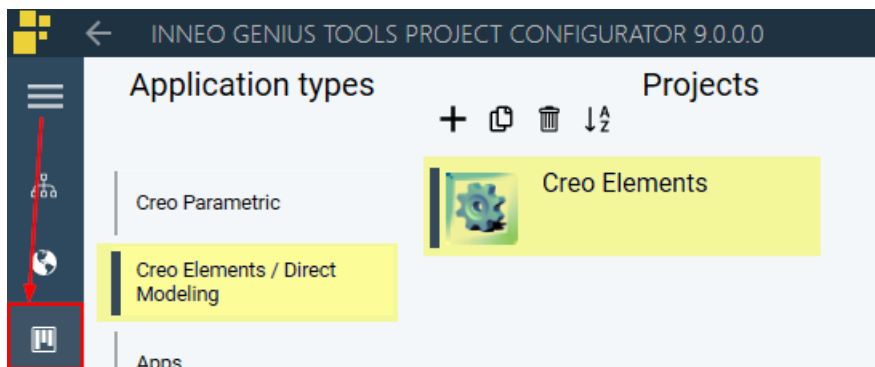 INNEO GENIUS TOOLS PROJECT CONFIGURATOR 9.0.0.0
Application types
Projects
Creo Parametric
Creo Elements / Direct
Modeling
Apps
Creo Elements